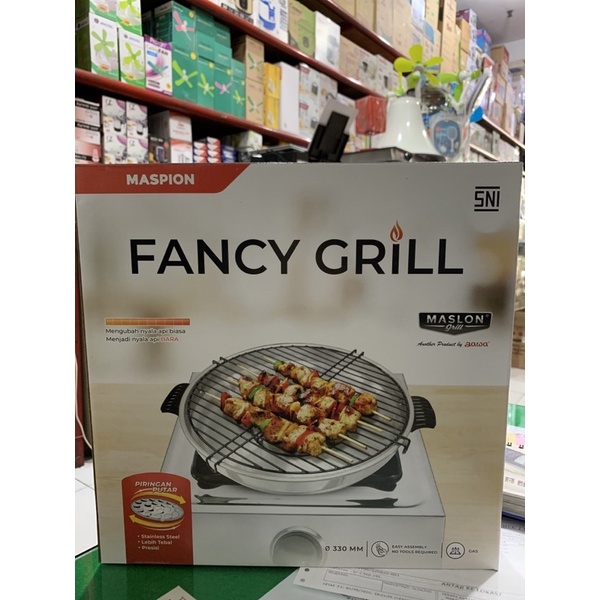 MASPION
SNI
FANCY GRILL
MASLON
Grill
Another Product by
Mengubah nyala api biasa
Menjadi nyala api BARA
PIRINGAN
PUTAR
• Stainless Steel
• Lebih Tebal
• Presisi
Ø 330 MM
EASY ASSEMBLY
NO TOOLS REQUIRED
GAS